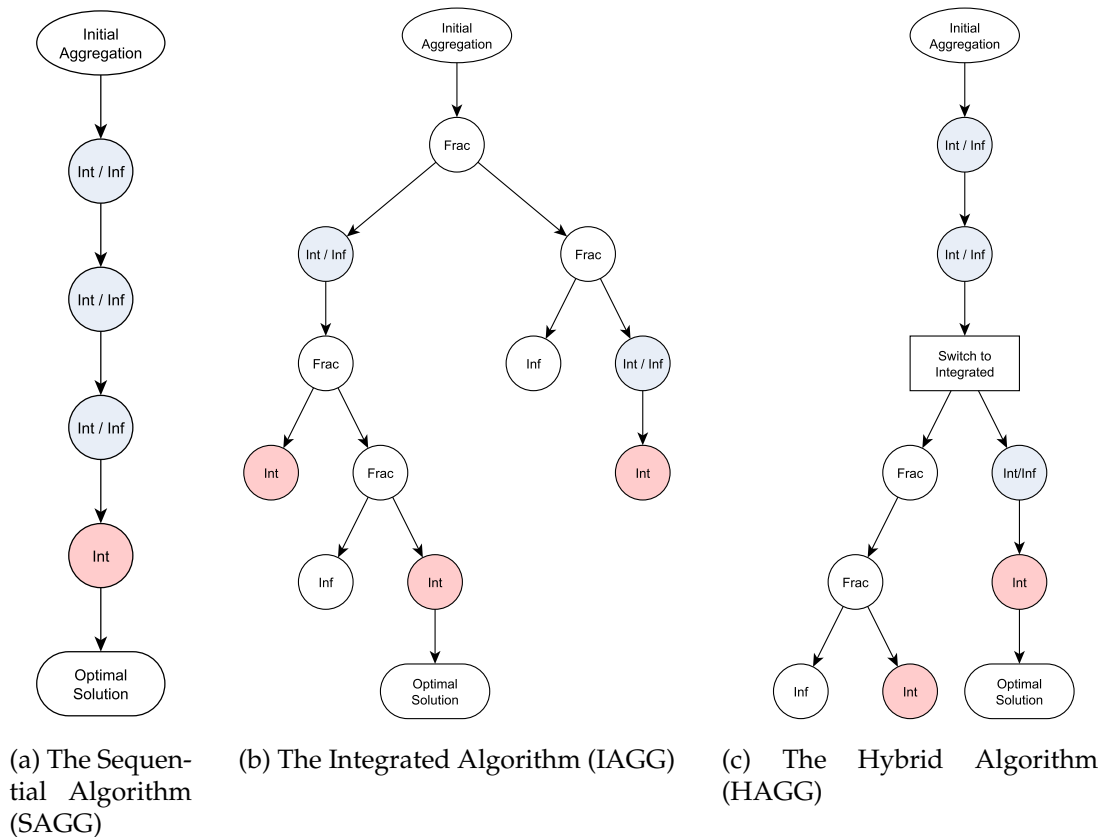 Initial
Aggregation
Int / Inf
Int / Inf
Int / Inf
Int
Optimal
Solution
(a) The Sequen-
tial Algorithm
(SAGG)
Initial
Aggregation
Frac
Int / Inf
Frac
Frac
Inf
Int / Inf
Int
Frac
Int
Inf
Int
Optimal
Solution
(b) The Integrated Algorithm (IAGG)
Initial
Aggregation
Int / Inf
Int / Inf
Switch to
Integrated
Frac
Int/Inf
Frac
Int
Inf
Int
Optimal
Solution
(c) The Hybrid Algorithm
(HAGG)